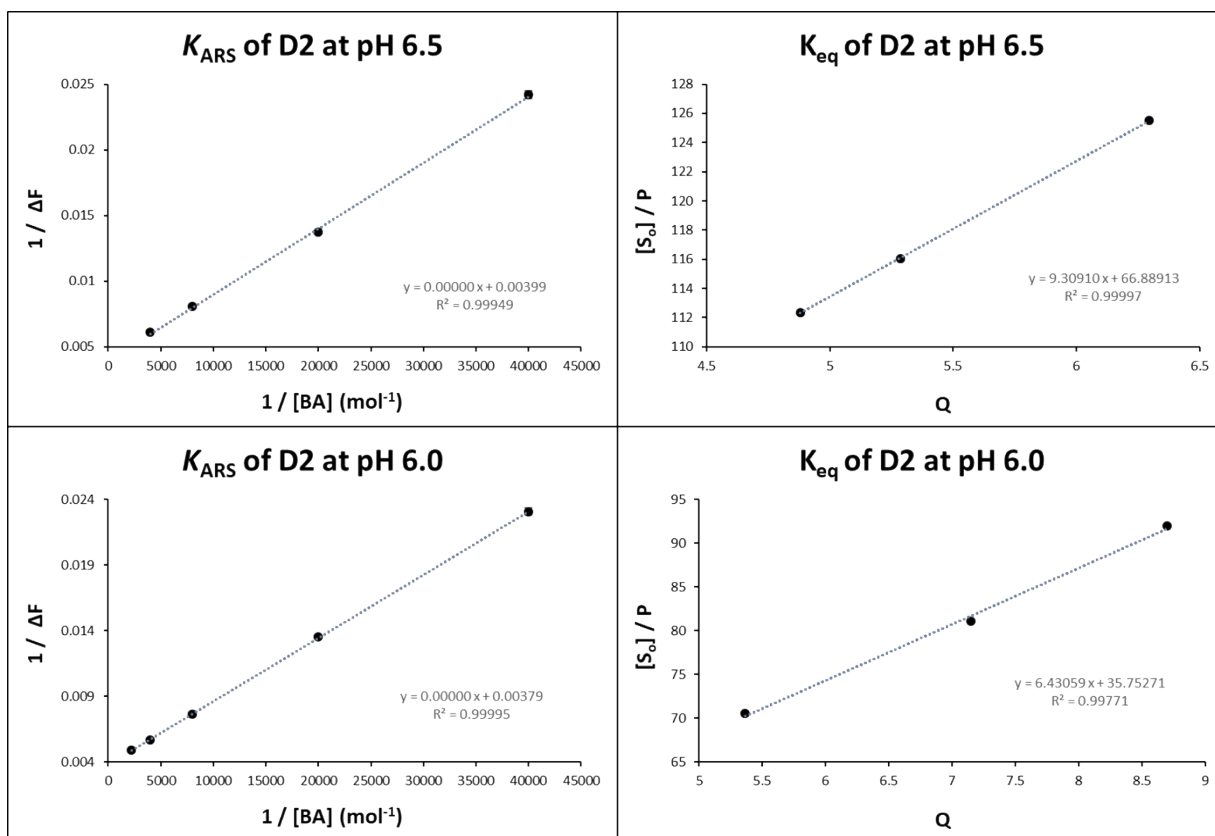 K_ARS of D2 at pH 6.5
0.025
0.02
0.015
0.01
0.005
1 / ΔF
0 5000 10000 15000 20000 25000 30000 35000 40000 45000
1 / [BA] (mol⁻¹)
y = 0.00000 x + 0.00399
R² = 0.99949
K_eq of D2 at pH 6.5
128
126
124
122
120
118
116
114
112
110
[Sₒ] / P
4.5 5 5.5 6 6.5
Q
y = 9.30910 x + 66.88913
R² = 0.99997
K_ARS of D2 at pH 6.0
0.024
0.019
0.014
0.009
0.004
1 / ΔF
0 5000 10000 15000 20000 25000 30000 35000 40000 45000
1 / [BA] (mol⁻¹)
y = 0.00000 x + 0.00379
R² = 0.99995
K_eq of D2 at pH 6.0
95
90
85
80
75
70
65
[Sₒ] / P
5 5.5 6 6.5 7 7.5 8 8.5 9
Q
y = 6.43059 x + 35.75271
R² = 0.99771